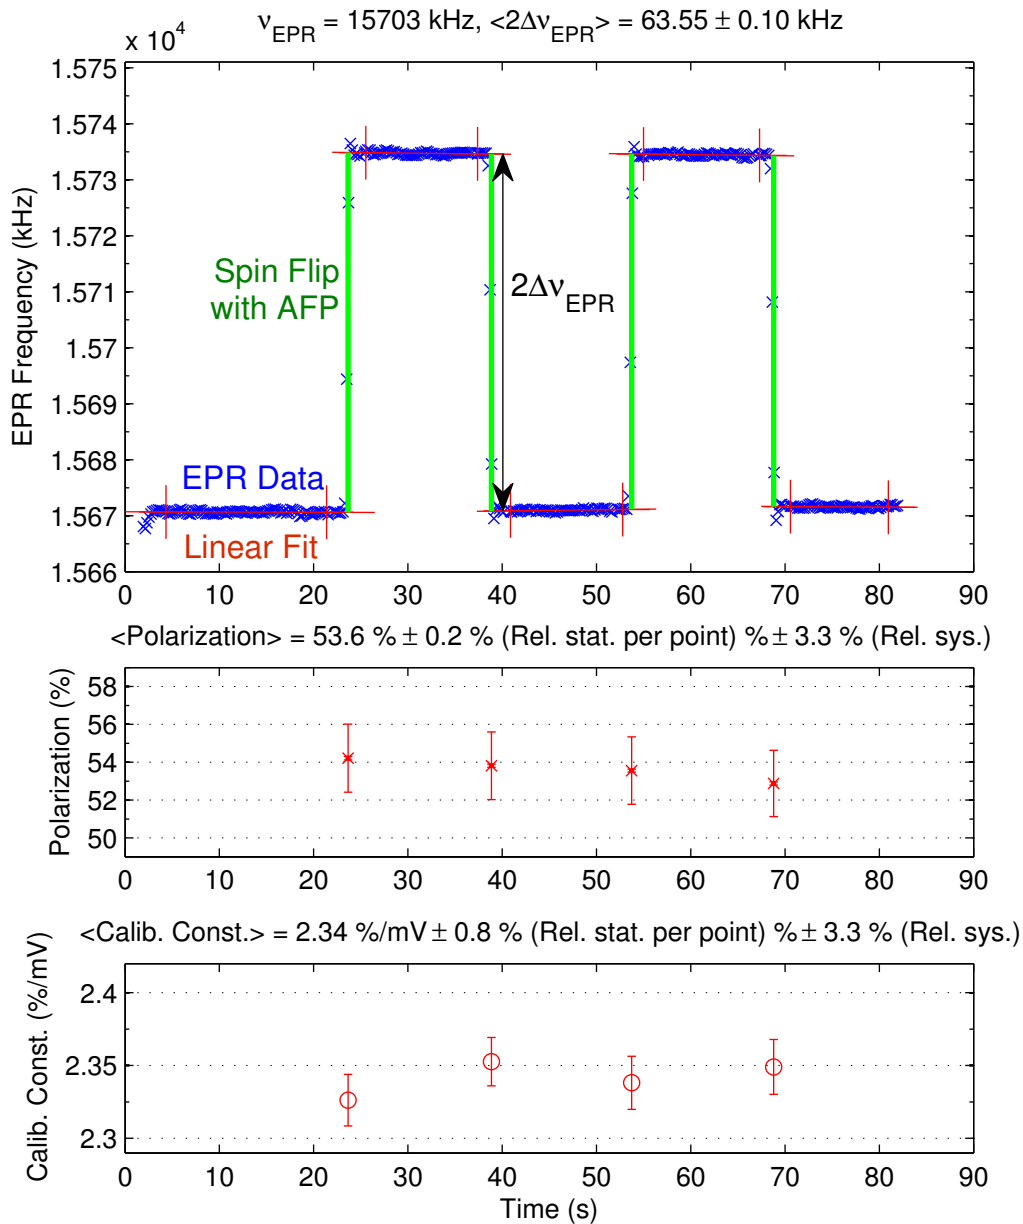 ν_EPR = 15703 kHz, <2Δν_EPR> = 63.55 ± 0.10 kHz
x 10^4
1.575
1.574
1.573
1.572
1.571
1.57
1.569
1.568
1.567
1.566
EPR Frequency (kHz)
Spin Flip
with AFP
2Δν_EPR
EPR Data
Linear Fit
0 10 20 30 40 50 60 70 80 90
<Polarization> = 53.6 % ± 0.2 % (Rel. stat. per point) % ± 3.3 % (Rel. sys.)
58
56
54
52
50
Polarization (%)
0 10 20 30 40 50 60 70 80 90
<Calib. Const.> = 2.34 %/mV ± 0.8 % (Rel. stat. per point) % ± 3.3 % (Rel. sys.)
2.4
2.35
2.3
Calib. Const. (%/mV)
0 10 20 30 40 50 60 70 80 90
Time (s)